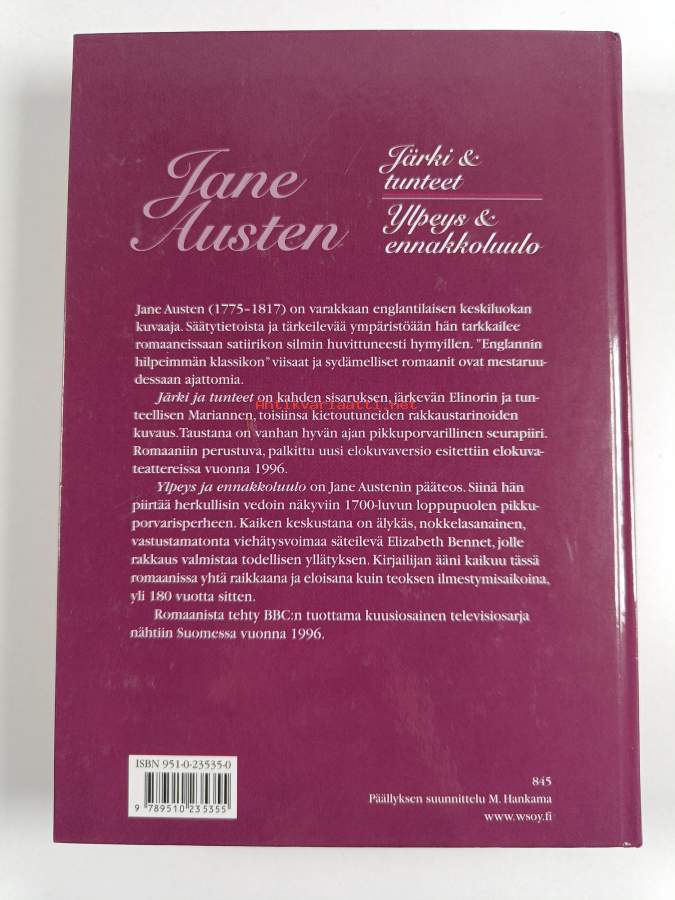 Jane
Austen
Järki &
tunteet
Ylpeys &
ennakkoluulo
Jane Austen (1775–1817) on varakkaan englantilaisen keskiluokan
kuvaaja. Säätytietoista ja tärkeilevää ympäristöään hän tarkkailee
romaaneissaan satiirikon silmin huvittuneesti hymyillen. "Englannin
hilpeimmän klassikon" viisaat ja sydämelliset romaanit ovat mestaruu-
dessaan ajattomia.
Järki ja tunteet on kahden sisaruksen, järkevän Elinorin ja tun-
teellisen Mariannen, toisiinsa kietoutuneiden rakkaustarinoiden
kuvaus. Taustana on vanhan hyvän ajan pikkuporvarillinen seurapiiri.
Romaaniin perustuva, palkittu uusi elokuvaversio esitettiin elokuva-
teattereissa vuonna 1996.
Ylpeys ja ennakkoluulo on Jane Austenin pääteos. Siinä hän
piirtää herkullisin vedoin näkyviin 1700-luvun loppupuolen pikku-
porvarisperheen. Kaiken keskustana on älykäs, nokkelasanainen,
vastustamatonta viehätysvoimaa säteilevä Elizabeth Bennet, jolle
rakkaus valmistaa todellisen yllätyksen. Kirjailijan ääni kaikuu tässä
romaanissa yhtä raikkaana ja eloisana kuin teoksen ilmestymisaikoina,
yli 180 vuotta sitten.
Romaanista tehty BBC:n tuottama kuusiosainen televisiosarja
nähtiin Suomessa vuonna 1996.
Antikvariaatti.net
ISBN 951-0-23535-0
9 789510 235355
845
Päällyksen suunnittelu M. Hankama
www.wsoy.fi